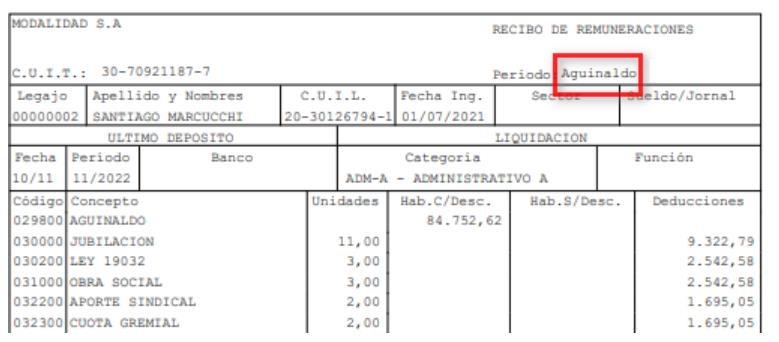 MODALIDAD S.A
RECIBO DE REMUNERACIONES
C.U.I.T.: 30-70921187-7 Periodo Aguinaldo
Legajo Apellido y Nombres C.U.I.L. Fecha Ing. Sector Sueldo/Jornal
00000002 SANTIAGO MARCUCCHI 20-30126794-1 01/07/2021
ULTIMO DEPOSITO LIQUIDACION
Fecha Periodo Banco Categoria Función
10/11 11/2022 ADM-A - ADMINISTRATIVO A
Código Concepto Unidades Hab.C/Desc. Hab.S/Desc. Deducciones
029800 AGUINALDO 84.752,62
030000 JUBILACION 11,00 9.322,79
030200 LEY 19032 3,00 2.542,58
031000 OBRA SOCIAL 3,00 2.542,58
032200 APORTE SINDICAL 2,00 1.695,05
032300 CUOTA GREMIAL 2,00 1.695,05